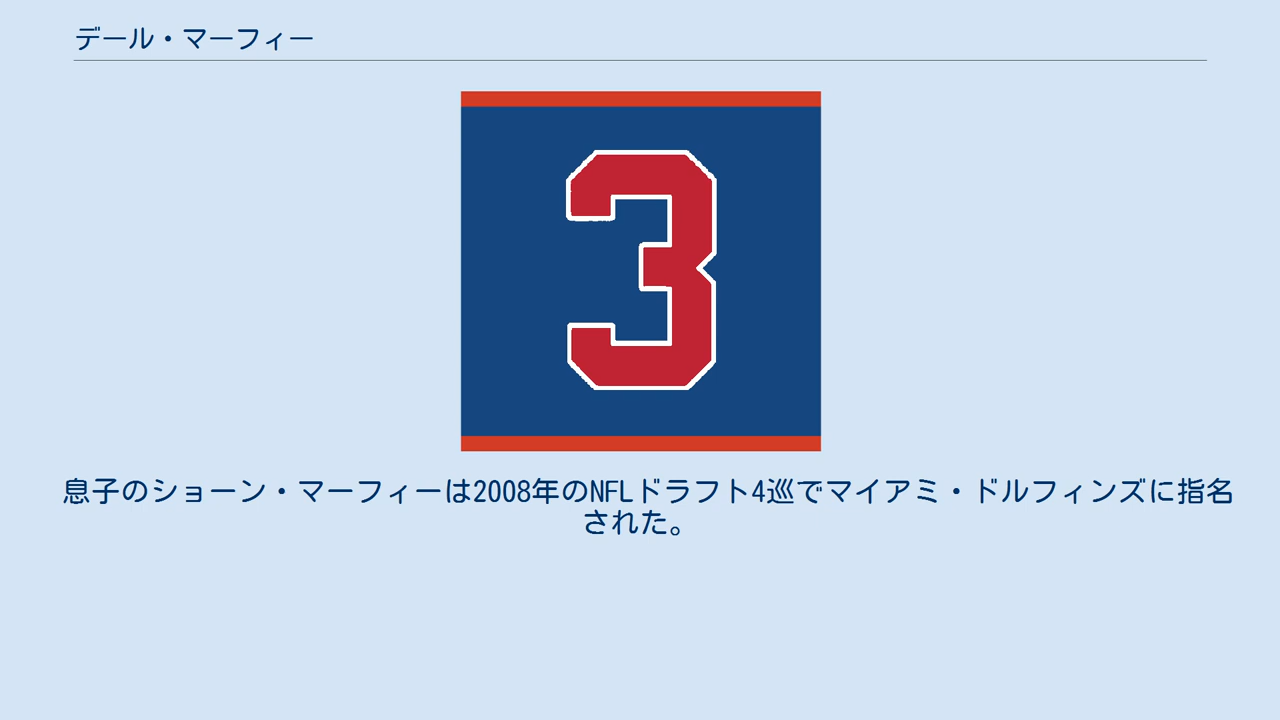 デール・マーフィー
3
息子のショーン・マーフィーは2008年のNFLドラフト4巡でマイアミ・ドルフィンズに指名
された。